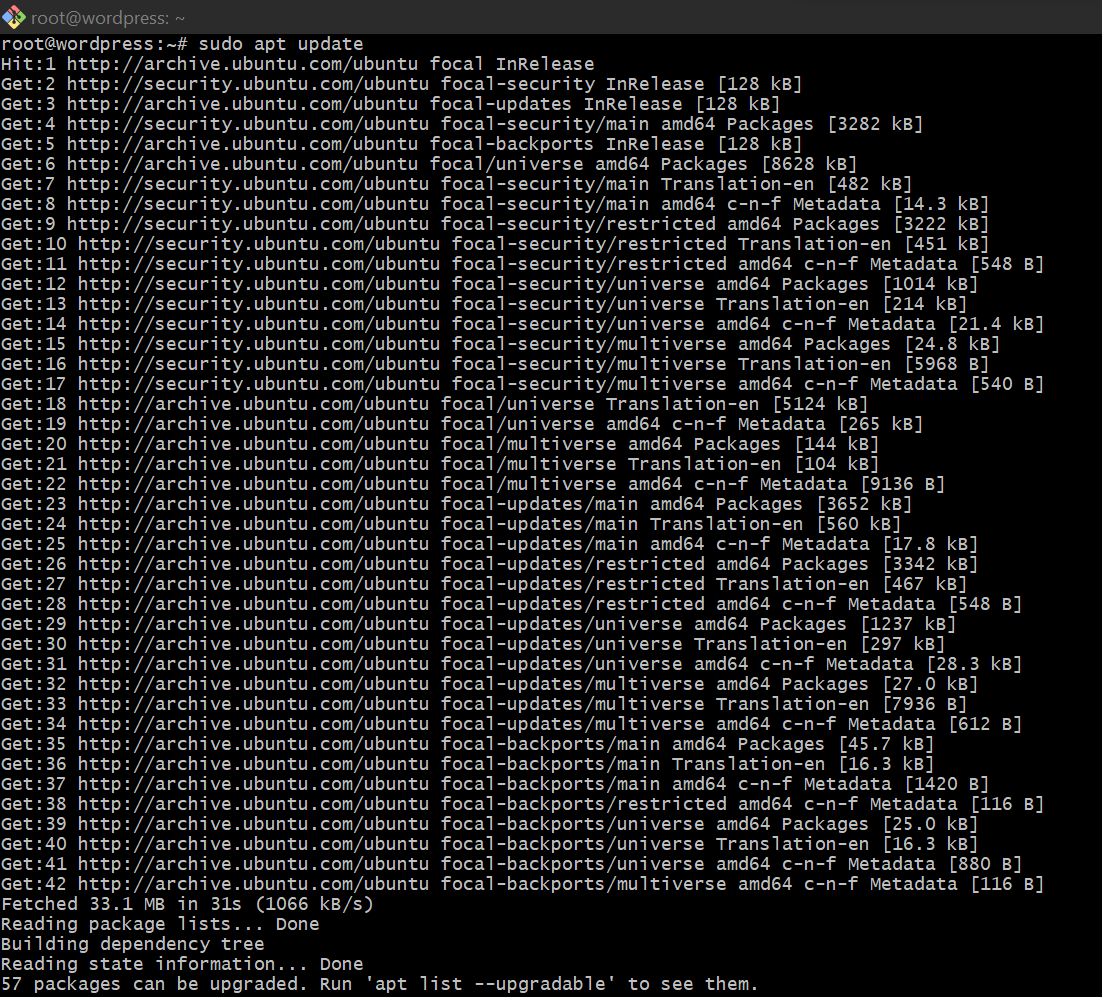 root@wordpress: ~
root@wordpress:~# sudo apt update
Hit:1 http://archive.ubuntu.com/ubuntu focal InRelease
Get:2 http://security.ubuntu.com/ubuntu focal-security InRelease [128 kB]
Get:3 http://archive.ubuntu.com/ubuntu focal-updates InRelease [128 kB]
Get:4 http://security.ubuntu.com/ubuntu focal-security/main amd64 Packages [3282 kB]
Get:5 http://archive.ubuntu.com/ubuntu focal-backports InRelease [128 kB]
Get:6 http://archive.ubuntu.com/ubuntu focal/universe amd64 Packages [8628 kB]
Get:7 http://security.ubuntu.com/ubuntu focal-security/main Translation-en [482 kB]
Get:8 http://security.ubuntu.com/ubuntu focal-security/main amd64 c-n-f Metadata [14.3 kB]
Get:9 http://security.ubuntu.com/ubuntu focal-security/restricted amd64 Packages [3222 kB]
Get:10 http://security.ubuntu.com/ubuntu focal-security/restricted Translation-en [451 kB]
Get:11 http://security.ubuntu.com/ubuntu focal-security/restricted amd64 c-n-f Metadata [548 B]
Get:12 http://security.ubuntu.com/ubuntu focal-security/universe amd64 Packages [1014 kB]
Get:13 http://security.ubuntu.com/ubuntu focal-security/universe Translation-en [214 kB]
Get:14 http://security.ubuntu.com/ubuntu focal-security/universe amd64 c-n-f Metadata [21.4 kB]
Get:15 http://security.ubuntu.com/ubuntu focal-security/multiverse amd64 Packages [24.8 kB]
Get:16 http://security.ubuntu.com/ubuntu focal-security/multiverse Translation-en [5968 B]
Get:17 http://security.ubuntu.com/ubuntu focal-security/multiverse amd64 c-n-f Metadata [540 B]
Get:18 http://archive.ubuntu.com/ubuntu focal/universe Translation-en [5124 kB]
Get:19 http://archive.ubuntu.com/ubuntu focal/universe amd64 c-n-f Metadata [265 kB]
Get:20 http://archive.ubuntu.com/ubuntu focal/multiverse amd64 Packages [144 kB]
Get:21 http://archive.ubuntu.com/ubuntu focal/multiverse Translation-en [104 kB]
Get:22 http://archive.ubuntu.com/ubuntu focal/multiverse amd64 c-n-f Metadata [9136 B]
Get:23 http://archive.ubuntu.com/ubuntu focal-updates/main amd64 Packages [3652 kB]
Get:24 http://archive.ubuntu.com/ubuntu focal-updates/main Translation-en [560 kB]
Get:25 http://archive.ubuntu.com/ubuntu focal-updates/main amd64 c-n-f Metadata [17.8 kB]
Get:26 http://archive.ubuntu.com/ubuntu focal-updates/restricted amd64 Packages [3342 kB]
Get:27 http://archive.ubuntu.com/ubuntu focal-updates/restricted Translation-en [467 kB]
Get:28 http://archive.ubuntu.com/ubuntu focal-updates/restricted amd64 c-n-f Metadata [548 B]
Get:29 http://archive.ubuntu.com/ubuntu focal-updates/universe amd64 Packages [1237 kB]
Get:30 http://archive.ubuntu.com/ubuntu focal-updates/universe Translation-en [297 kB]
Get:31 http://archive.ubuntu.com/ubuntu focal-updates/universe amd64 c-n-f Metadata [28.3 kB]
Get:32 http://archive.ubuntu.com/ubuntu focal-updates/multiverse amd64 Packages [27.0 kB]
Get:33 http://archive.ubuntu.com/ubuntu focal-updates/multiverse Translation-en [7936 B]
Get:34 http://archive.ubuntu.com/ubuntu focal-updates/multiverse amd64 c-n-f Metadata [612 B]
Get:35 http://archive.ubuntu.com/ubuntu focal-backports/main amd64 Packages [45.7 kB]
Get:36 http://archive.ubuntu.com/ubuntu focal-backports/main Translation-en [16.3 kB]
Get:37 http://archive.ubuntu.com/ubuntu focal-backports/main amd64 c-n-f Metadata [1420 B]
Get:38 http://archive.ubuntu.com/ubuntu focal-backports/restricted amd64 c-n-f Metadata [116 B]
Get:39 http://archive.ubuntu.com/ubuntu focal-backports/universe amd64 Packages [25.0 kB]
Get:40 http://archive.ubuntu.com/ubuntu focal-backports/universe Translation-en [16.3 kB]
Get:41 http://archive.ubuntu.com/ubuntu focal-backports/universe amd64 c-n-f Metadata [880 B]
Get:42 http://archive.ubuntu.com/ubuntu focal-backports/multiverse amd64 c-n-f Metadata [116 B]
Fetched 33.1 MB in 31s (1066 kB/s)
Reading package lists... Done
Building dependency tree
Reading state information... Done
57 packages can be upgraded. Run 'apt list --upgradable' to see them.